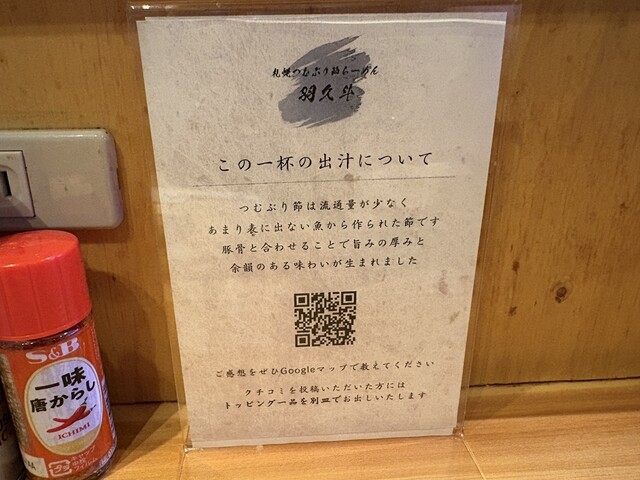 札幌つむぶり節らーめん
羽久斗
この一杯の出汁について
つむぶり節は流通量が少なく
あまり表に出ない魚から作られた節です
豚骨と合わせることで旨みの厚みと
余韻のある味わいが生まれました
ご感想をぜひGoogleマップで教えてください
クチコミを投稿いただいた方には
トッピング一品を別皿でお出しいたします
S&B
一味
唐からし
ICHIMI